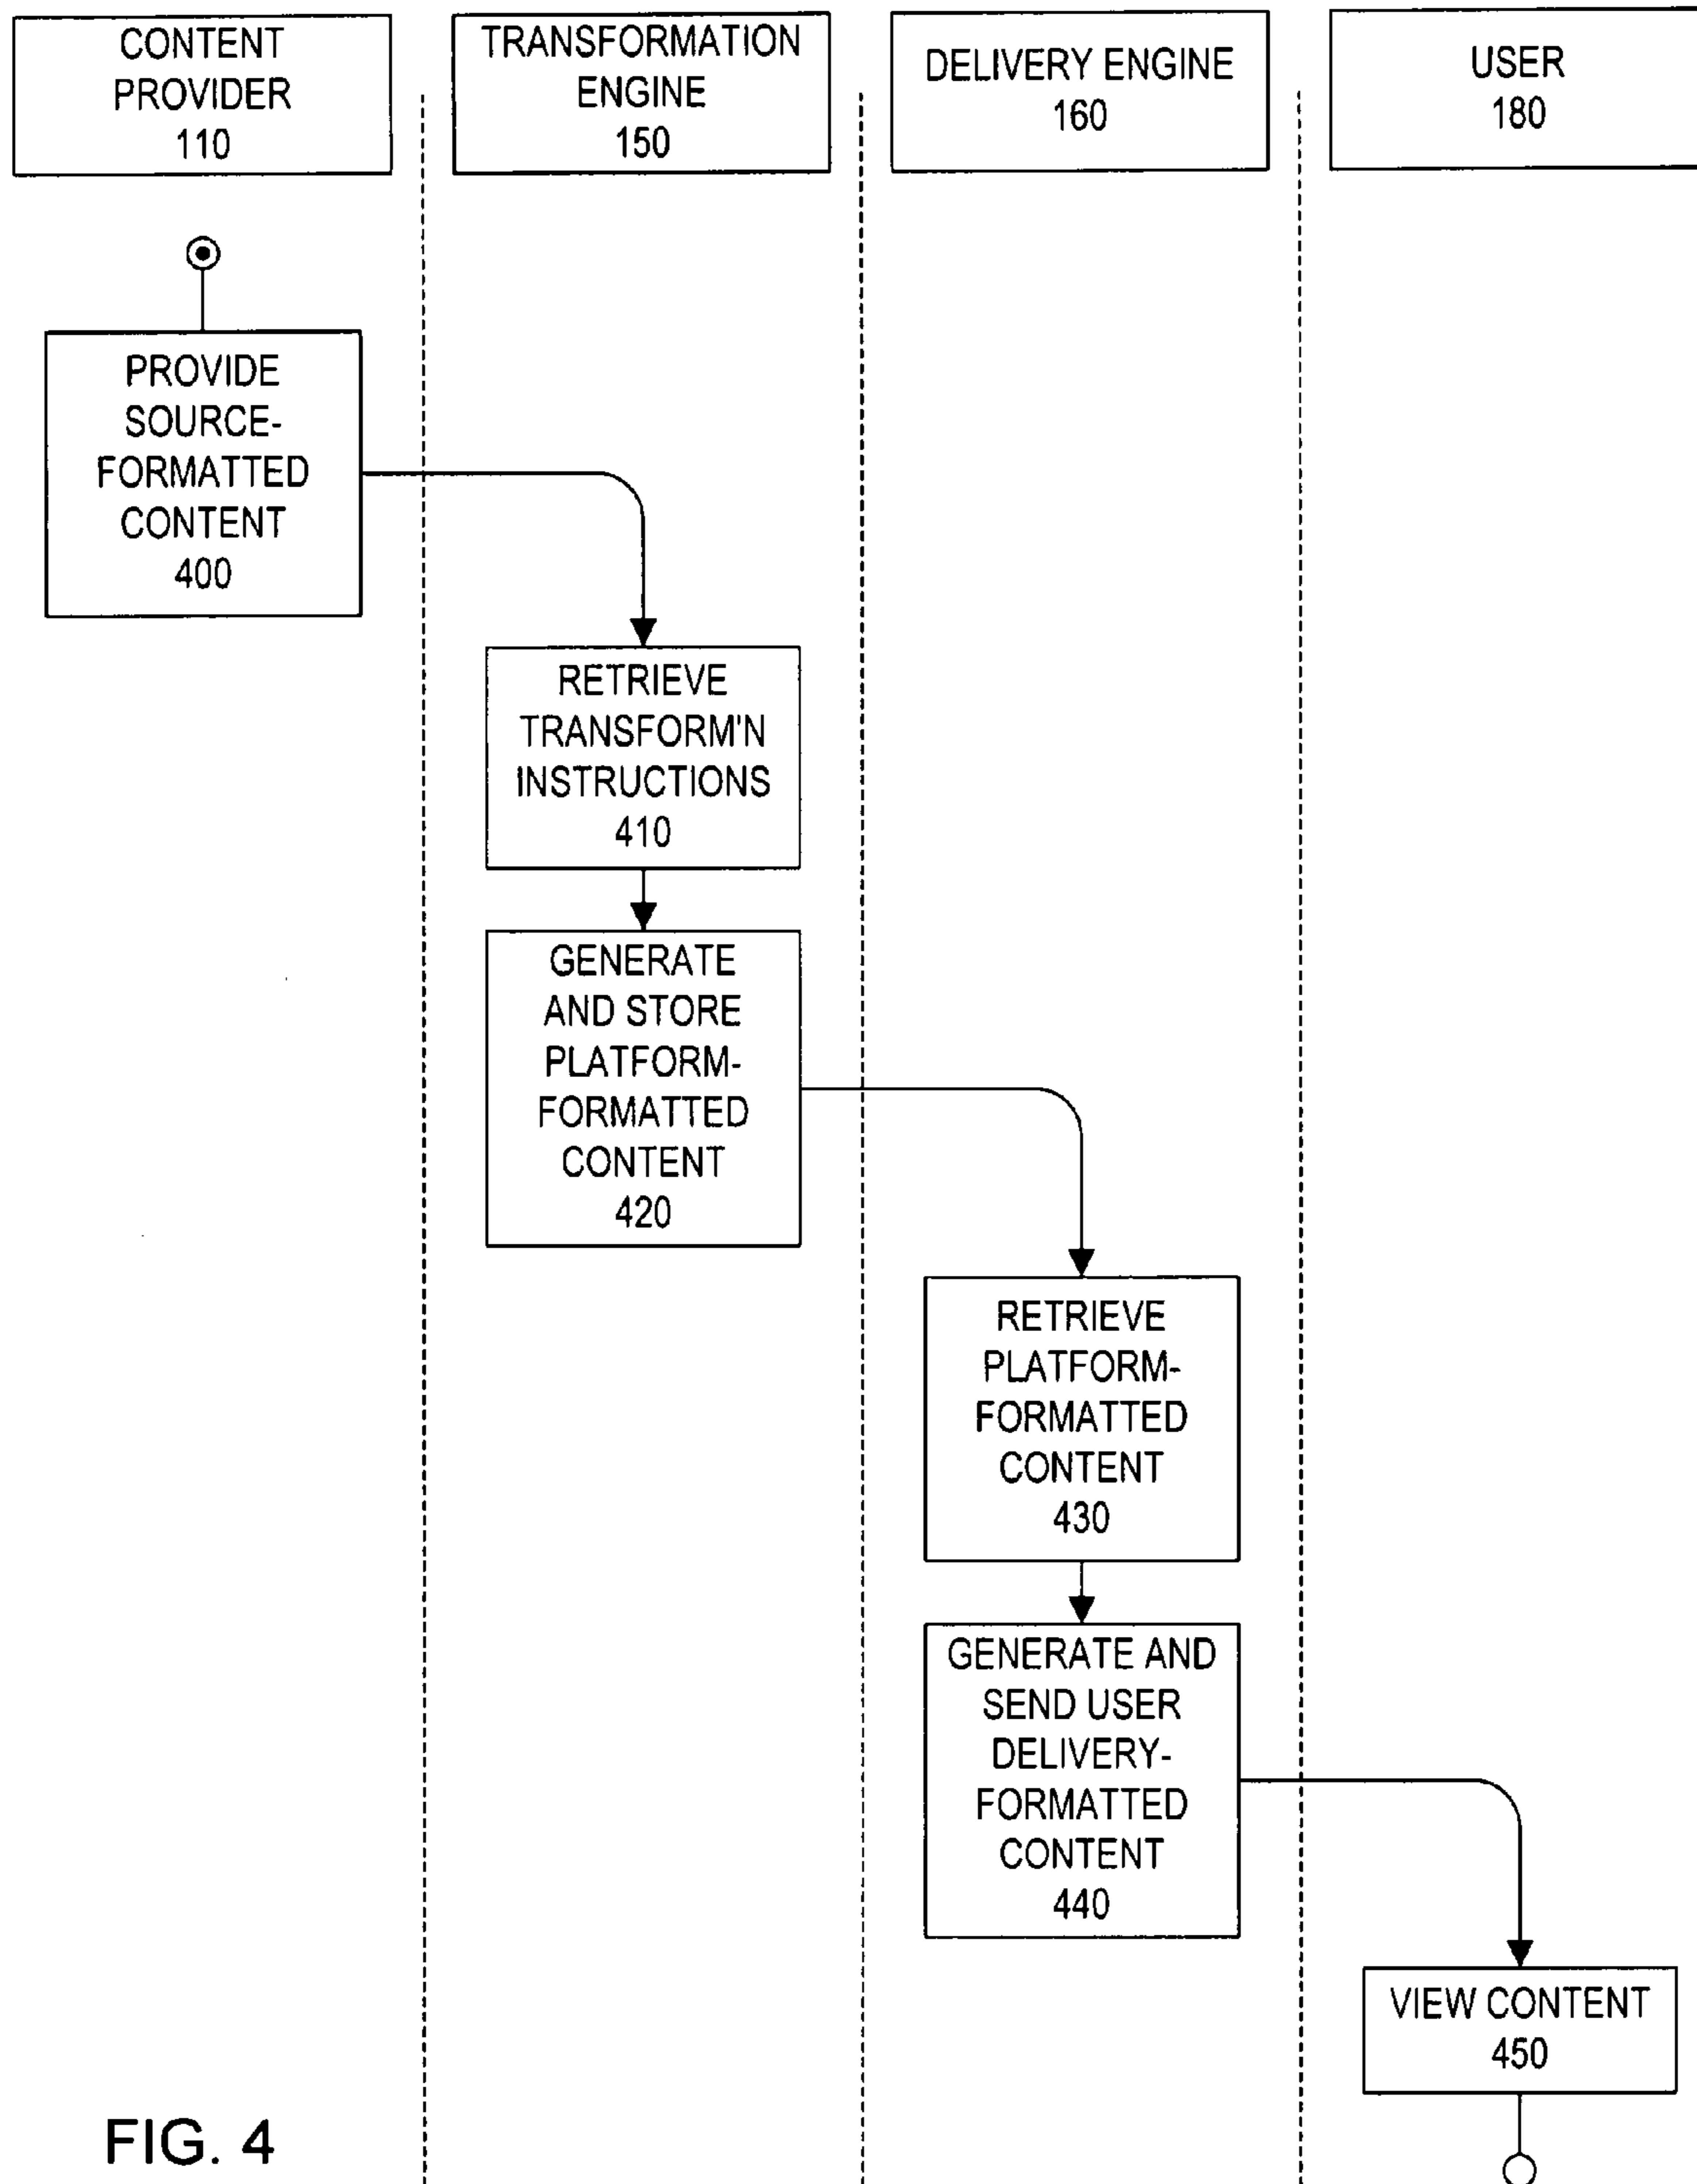 CONTENT
PROVIDER
110
TRANSFORMATION
ENGINE
150
DELIVERY ENGINE
160
USER
180
PROVIDE
SOURCE-
FORMATTED
CONTENT
400
RETRIEVE
TRANSFORM'N
INSTRUCTIONS
410
GENERATE
AND STORE
PLATFORM-
FORMATTED
CONTENT
420
RETRIEVE
PLATFORM-
FORMATTED
CONTENT
430
GENERATE AND
SEND USER
DELIVERY-
FORMATTED
CONTENT
440
VIEW CONTENT
450
FIG. 4